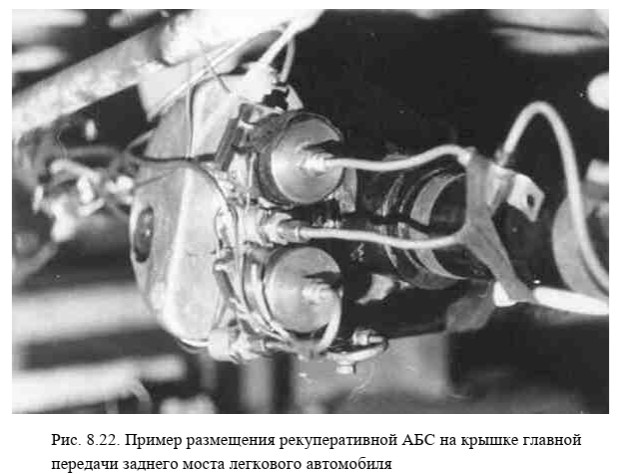 Рис. 8.22. Пример размещения рекуперативной АБС на крышке главной
передачи заднего моста легкового автомобиля